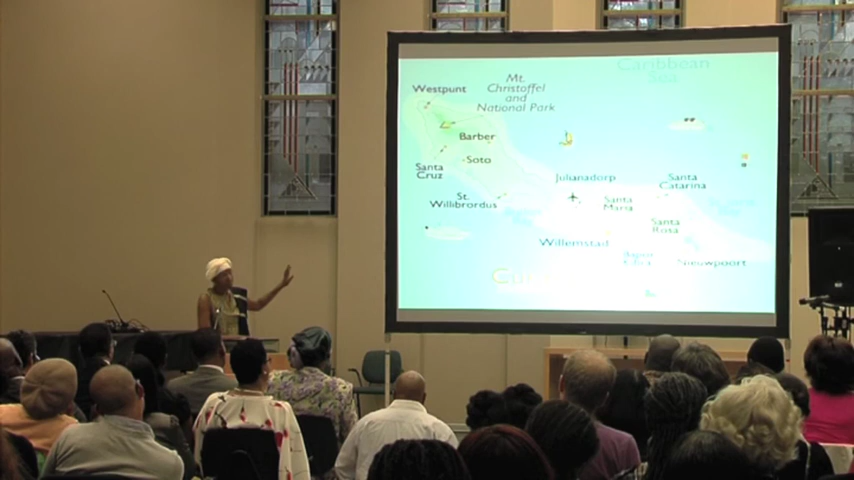 Caribbean
Sea
Westpunt
Mt.
Christoffel
and
National Park
Barber
Soto
Santa
Cruz
St.
Willibrordus
Julianadorp
Santa
Catarina
Santa
Maria
Santa
Rosa
Willemstad
Nieuwpoort